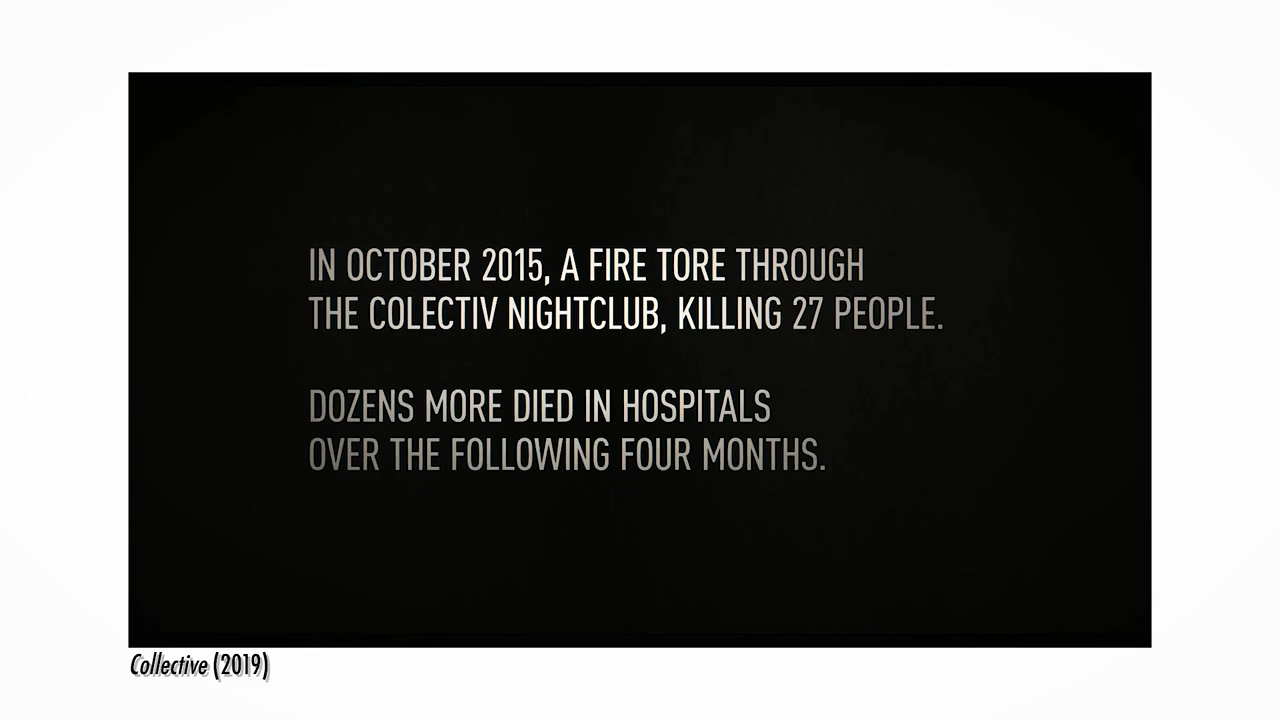 IN OCTOBER 2015, A FIRE TORE THROUGH
THE COLECTIV NIGHTCLUB, KILLING 27 PEOPLE.
DOZENS MORE DIED IN HOSPITALS
OVER THE FOLLOWING FOUR MONTHS.
Collective (2019)